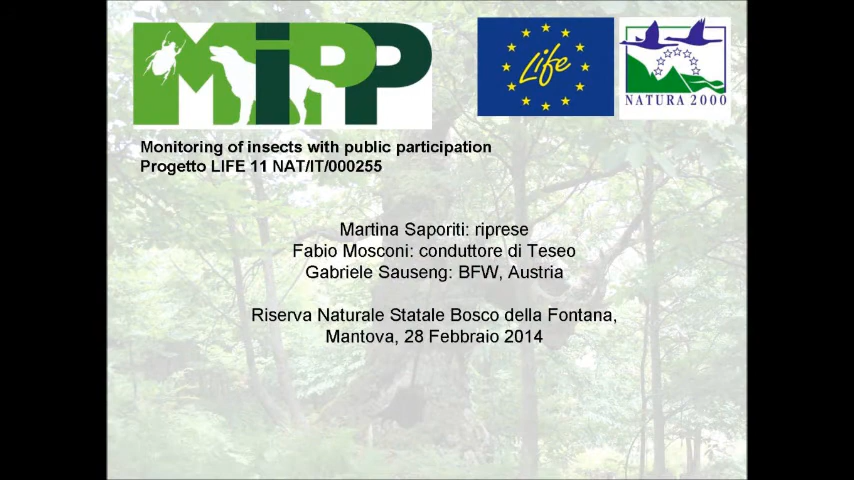 MiPP
Life
NATURA 2000
Monitoring of insects with public participation
Progetto LIFE 11 NAT/IT/000255
Martina Saporiti: riprese
Fabio Mosconi: conduttore di Teseo
Gabriele Sauseng: BFW, Austria
Riserva Naturale Statale Bosco della Fontana,
Mantova, 28 Febbraio 2014